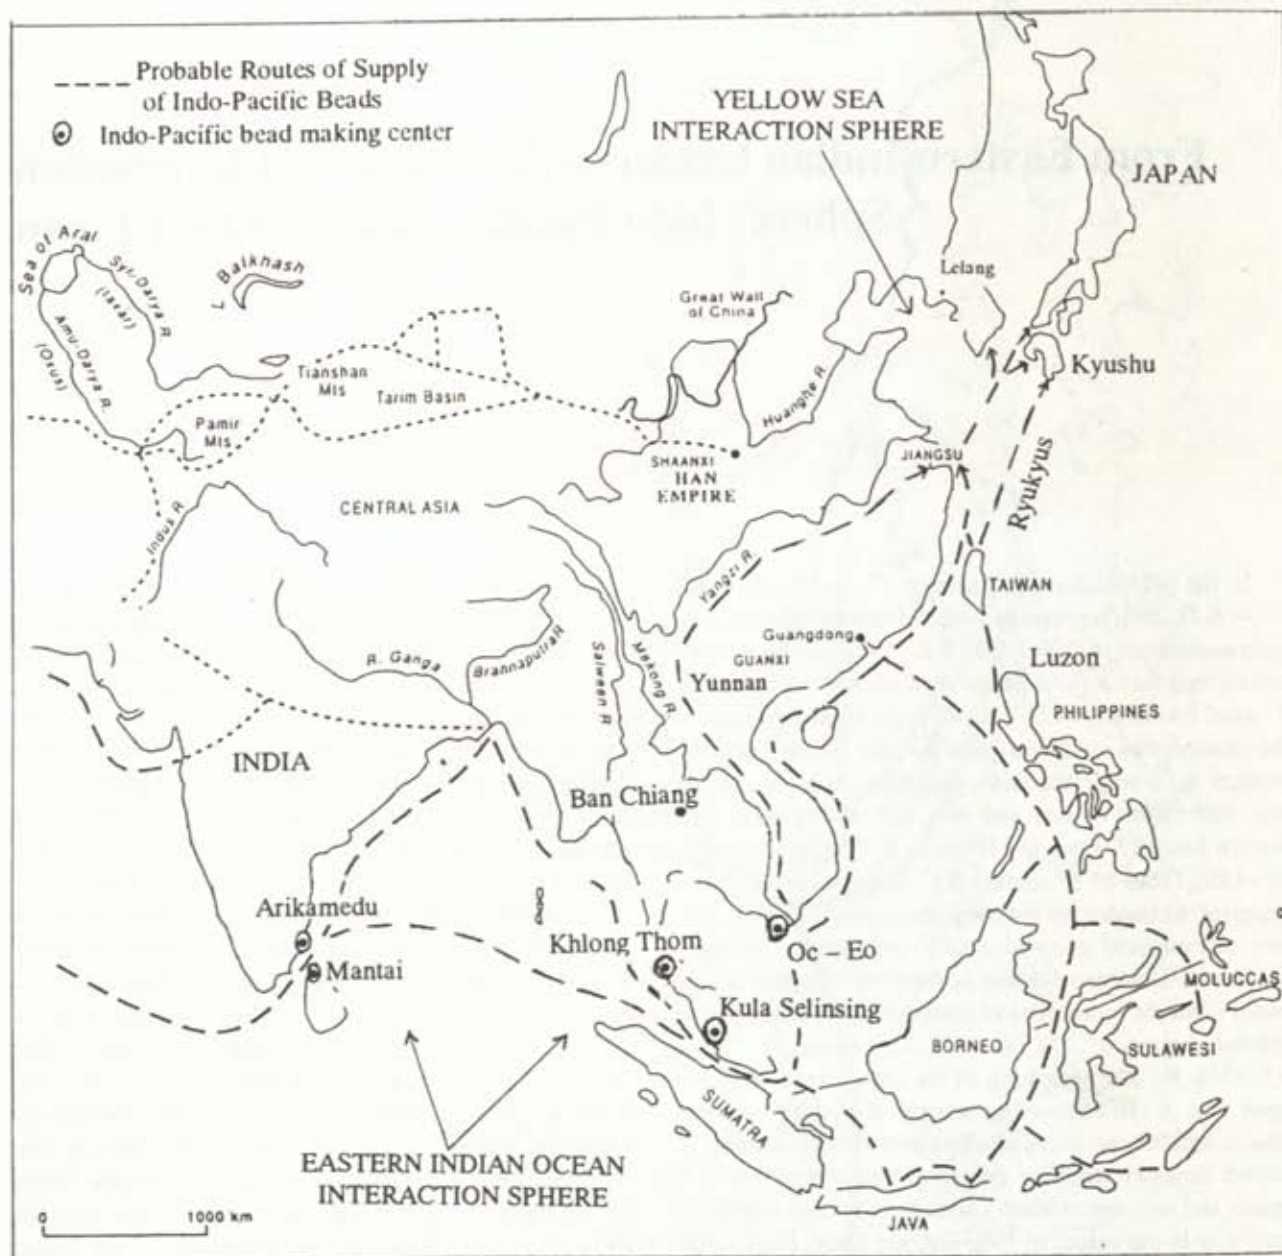 Probable Routes of Supply
of Indo-Pacific Beads
Indo-Pacific bead making center
YELLOW SEA
INTERACTION SPHERE
JAPAN
Sea of Aral
Syr-Darya R.
(Iaxart)
L. Balkhash
Lelang
Great Wall
of China
Amu-Darya R.
(Oxus)
Tianshan
Mts
Tarim Basin
Huanghe R.
Kyushu
Pamir
Mts
SHAANXI
HAN
EMPIRE
JIANGSU
CENTRAL ASIA
Indus R
Ryukyus
Yangzi R.
TAIWAN
R. Ganga
Brannaputra R
Salween R
Mekong R.
Guangdong
GUANXI
Yunnan
Luzon
PHILIPPINES
INDIA
Ban Chiang
Arikamedu
Khlong Thom
Oc – Eo
Mantai
MOLUCCAS
Kula Selinsing
BORNEO
SULAWESI
SUMATRA
EASTERN INDIAN OCEAN
INTERACTION SPHERE
0 1000 km
JAVA